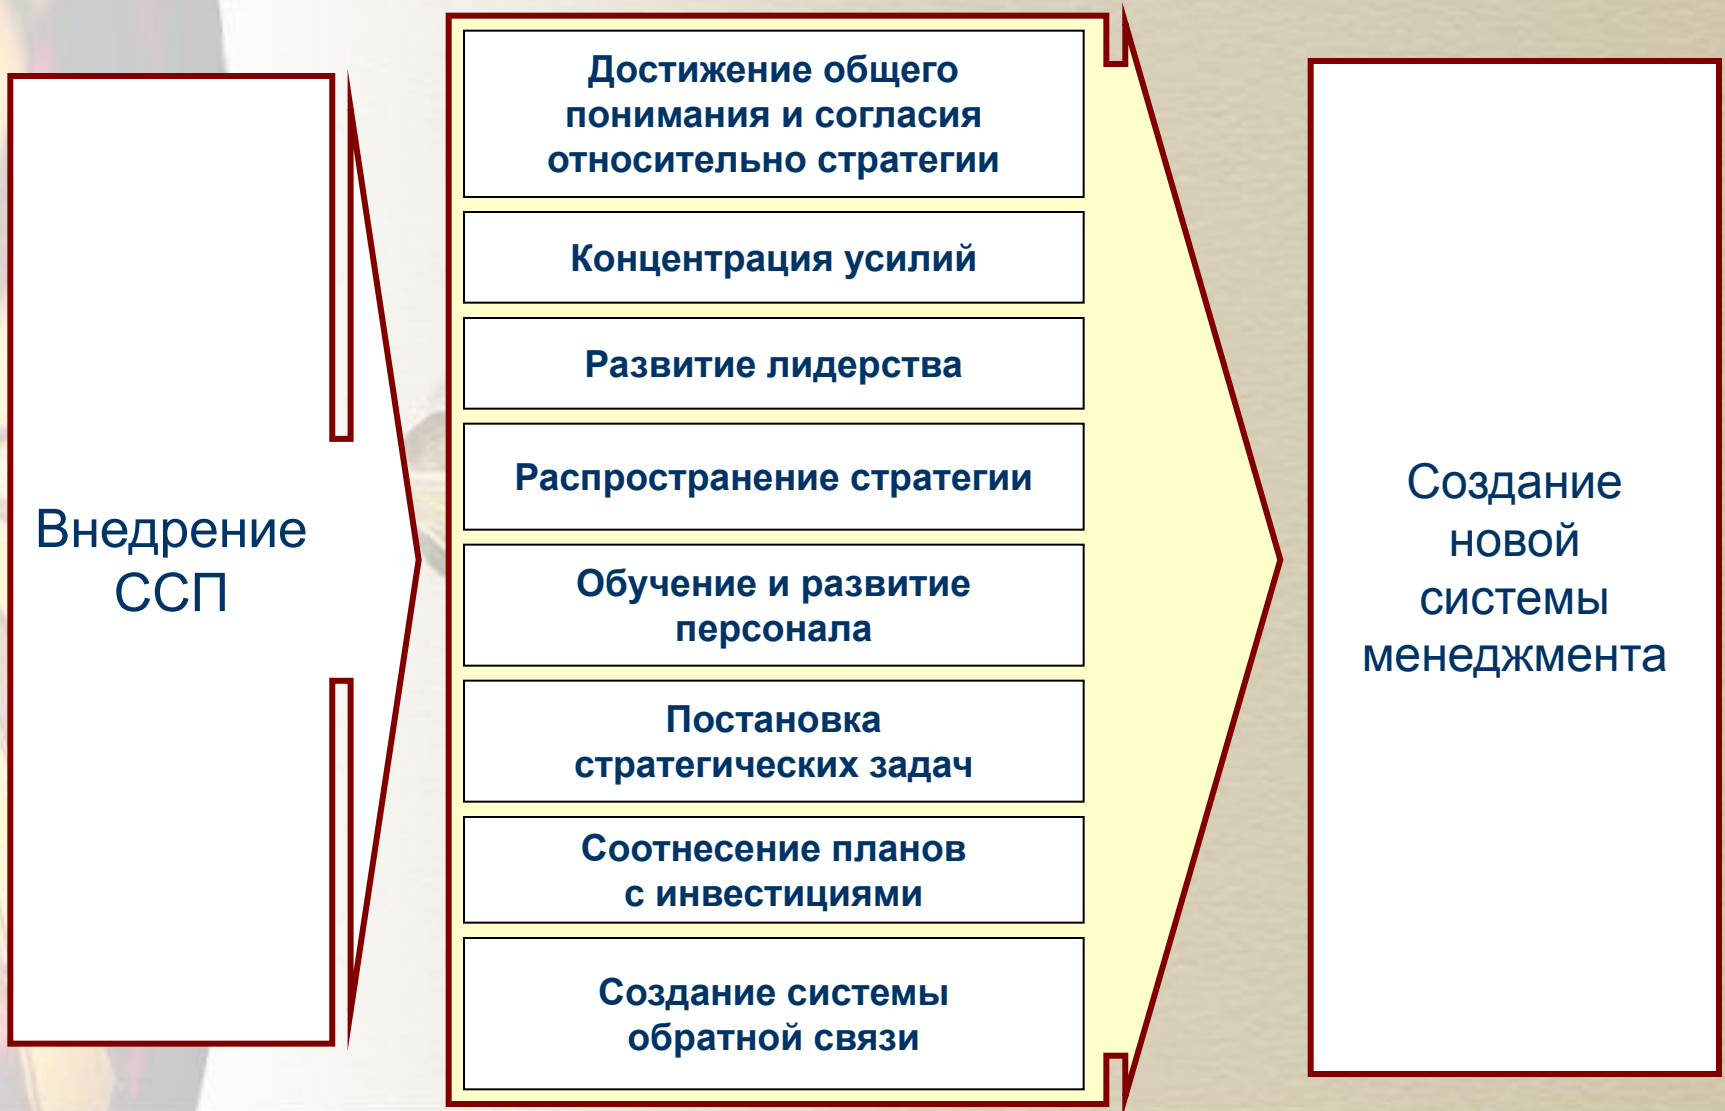 Внедрение
ССП
Достижение общего
понимания и согласия
относительно стратегии
Концентрация усилий
Развитие лидерства
Распространение стратегии
Обучение и развитие
персонала
Постановка
стратегических задач
Соотнесение планов
с инвестициями
Создание системы
обратной связи
Создание
новой
системы
менеджмента